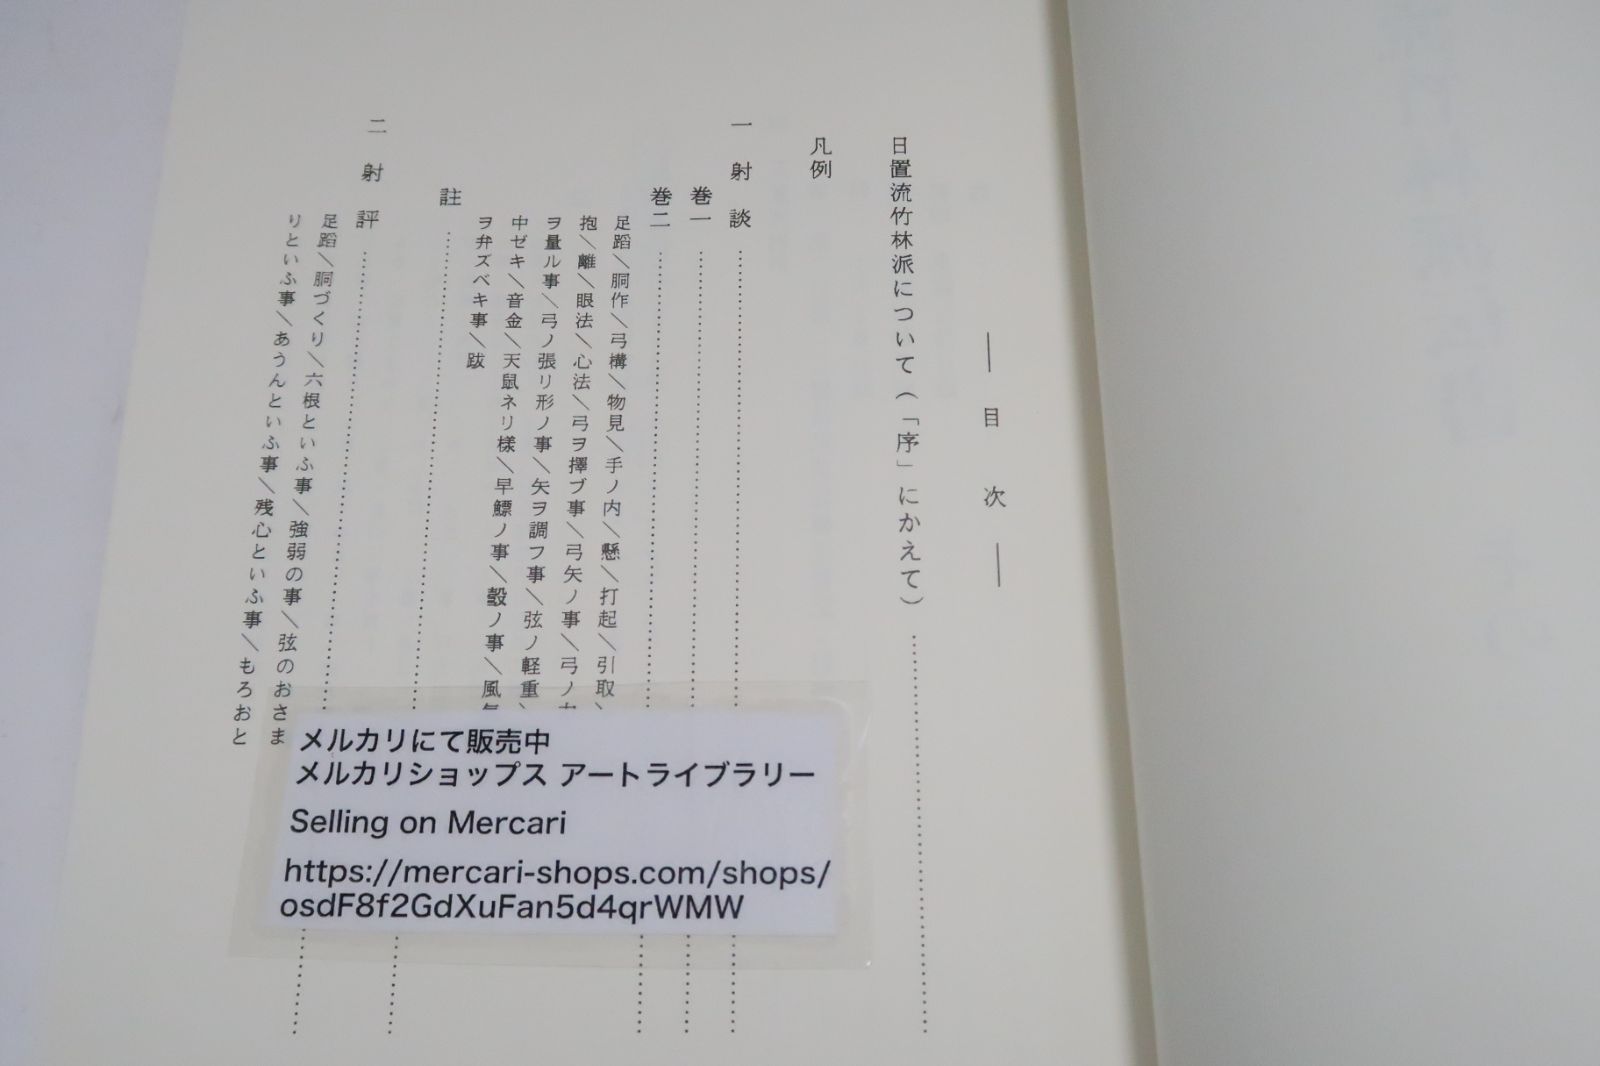 ― 目次 ―
日置流竹林派について（「序」にかえて）
凡例
一 射談
巻一
巻二
足蹈＼胴作＼弓構＼物見＼手ノ内＼懸＼打起＼引取＼
抱＼離＼眼法＼心法＼弓ヲ擇ブ事＼弓矢ノ事＼弓ノ
ヲ量ル事＼弓ノ張リ形ノ事＼矢ヲ調フ事＼弦ノ軽重＼
中ゼキ＼音金＼天鼠ネリ様＼早鰾ノ事＼彀ノ事＼風
ヲ弁ズベキ事＼跋
註
二 射評
足蹈＼胴づくり＼六根といふ事＼強弱の事＼弦のおさま
りといふ事＼あうんといふ事＼残心といふ事＼もろおと
メルカリにて販売中
メルカリショップス アートライブラリー
Selling on Mercari
https://mercari-shops.com/shops/
osdF8f2GdXuFan5d4qrWMW